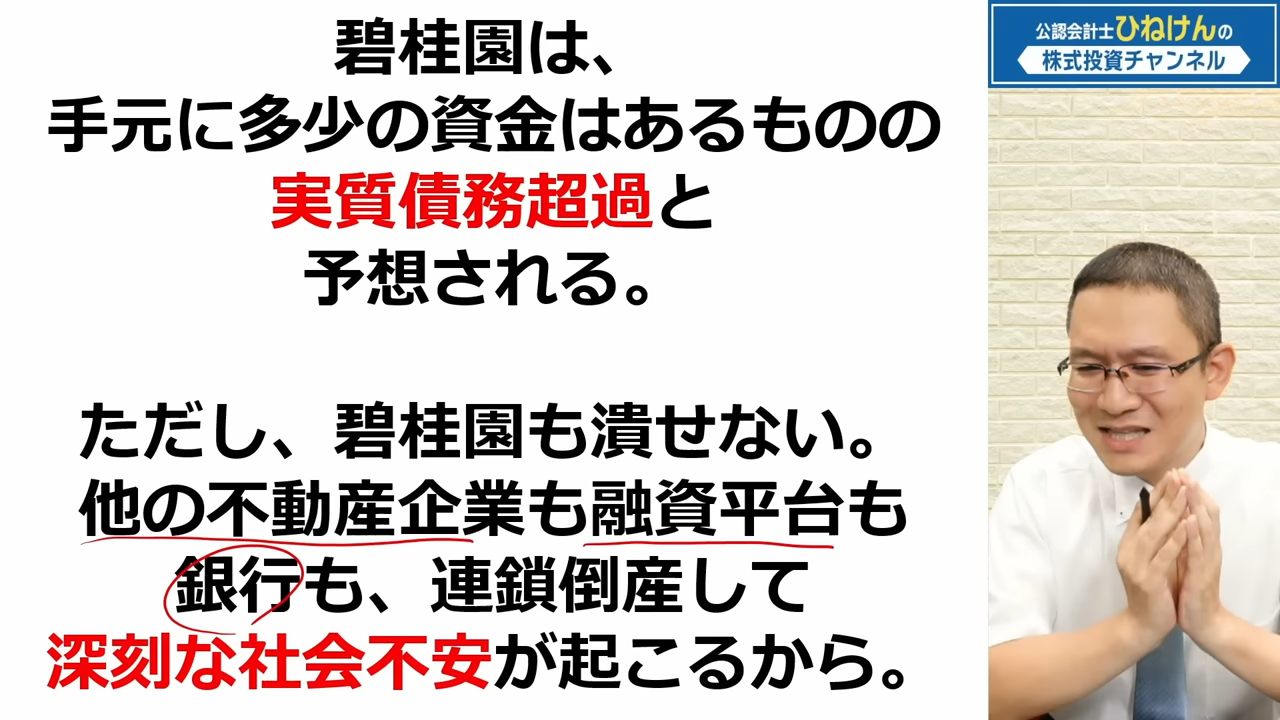 碧桂園は、
手元に多少の資金はあるものの
実質債務超過と
予想される。
ただし、碧桂園も潰せない。
他の不動産企業も融資平台も
銀行も、連鎖倒産して
深刻な社会不安が起こるから。
公認会計士ひねけんの
株式投資チャンネル